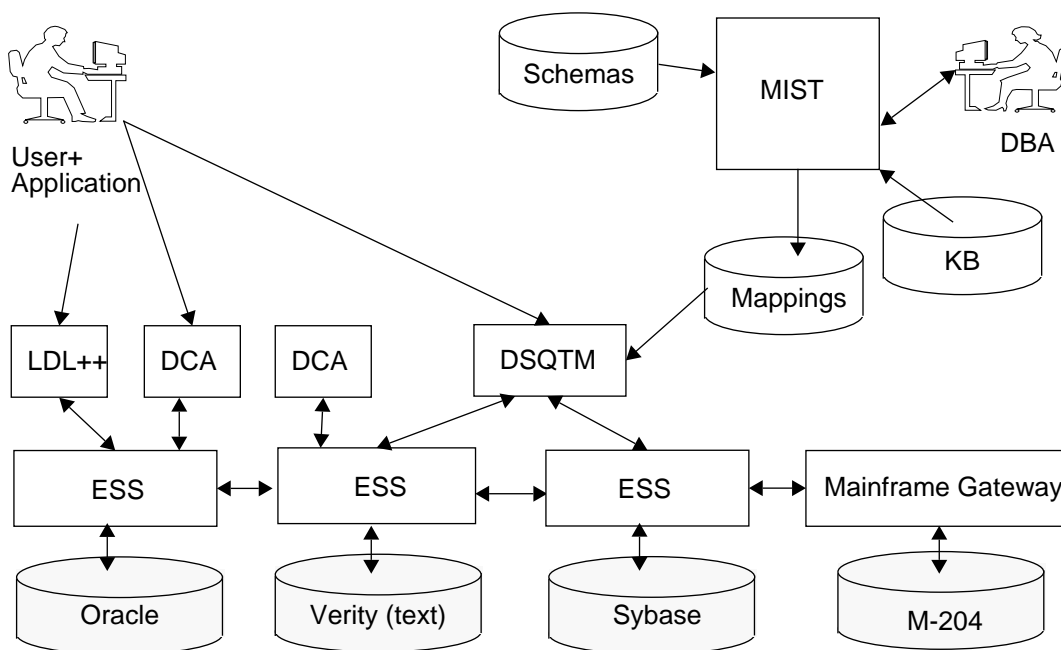 Schemas
MIST
DBA
User+
Application
KB
Mappings
LDL++
DCA
DCA
DSQTM
ESS
ESS
ESS
Mainframe Gateway
Oracle
Verity (text)
Sybase
M-204